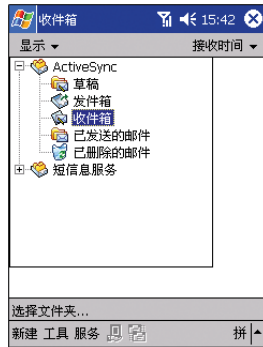 收件箱 15:42
显示 接收时间
ActiveSync
草稿
发件箱
收件箱
已发送的邮件
已删除的邮件
短信息服务
选择文件夹...
新建 工具 服务 拼